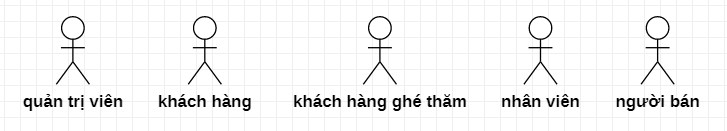 quản trị viên khách hàng khách hàng ghé thăm nhân viên người bán